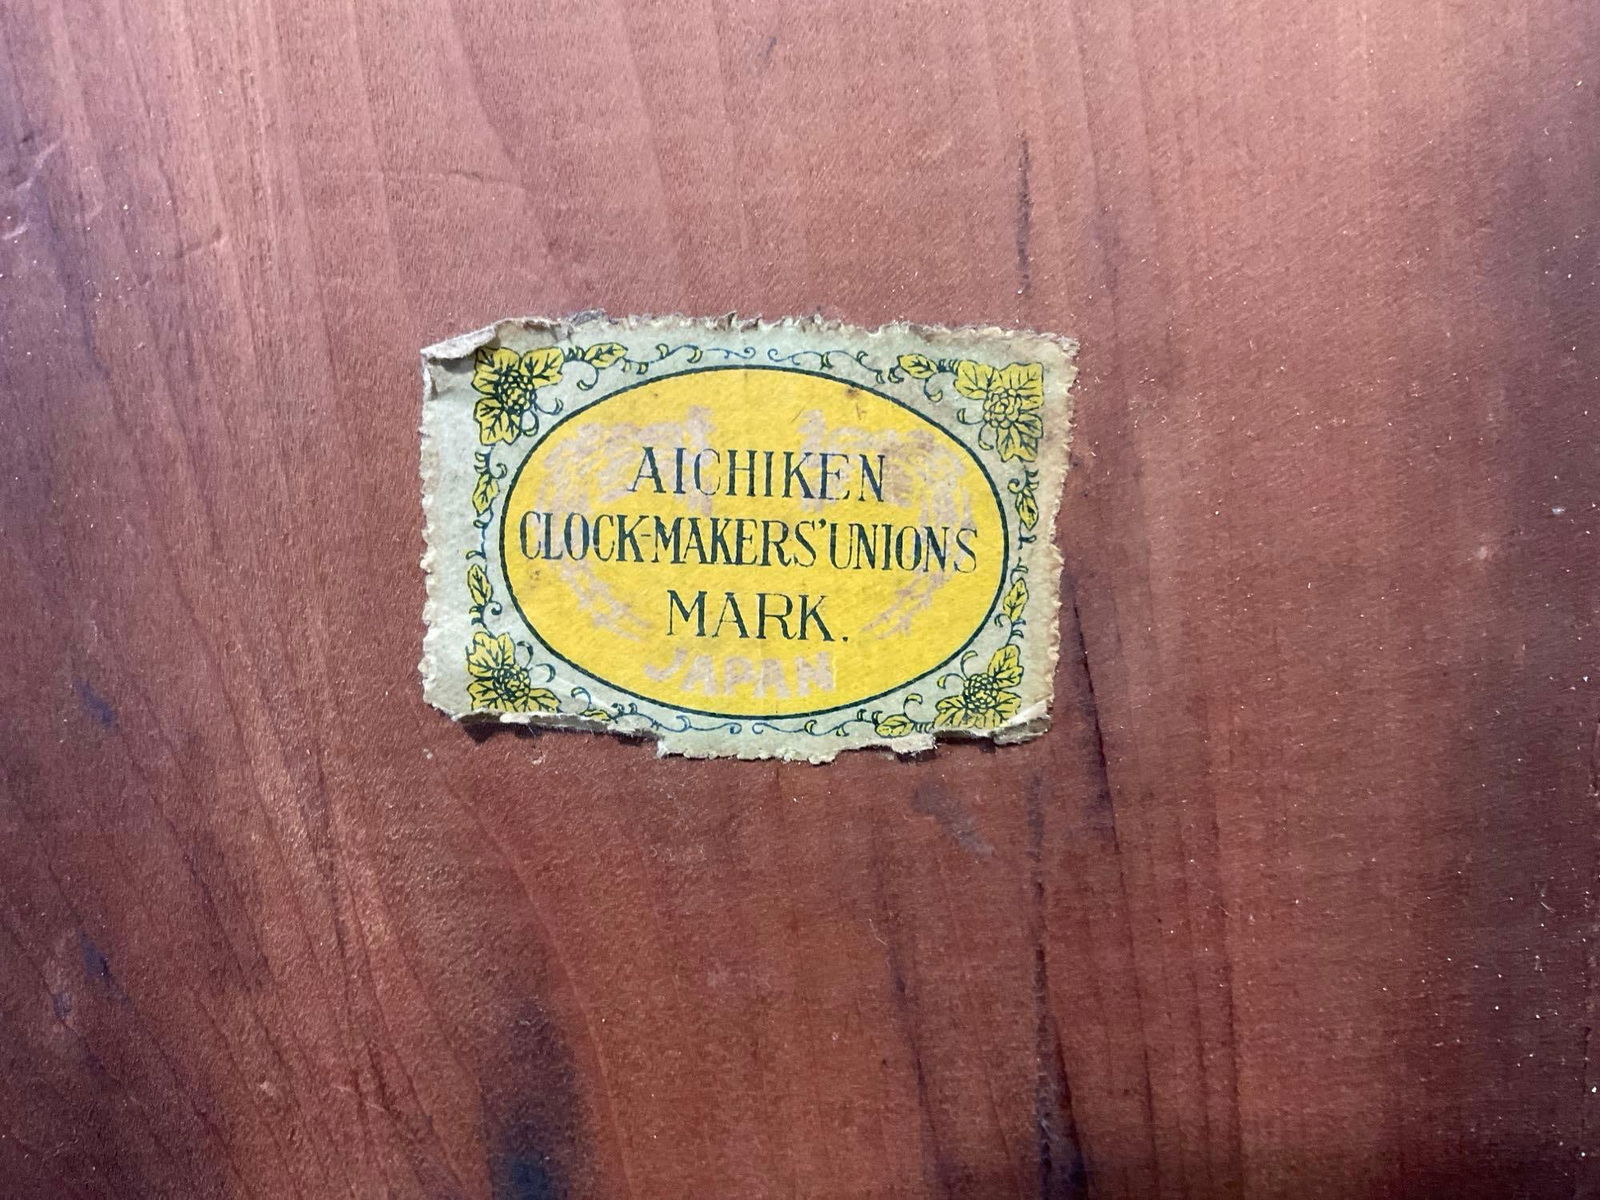 AICHIKEN
CLOCK-MAKERS' UNIONS
MARK.
JAPAN